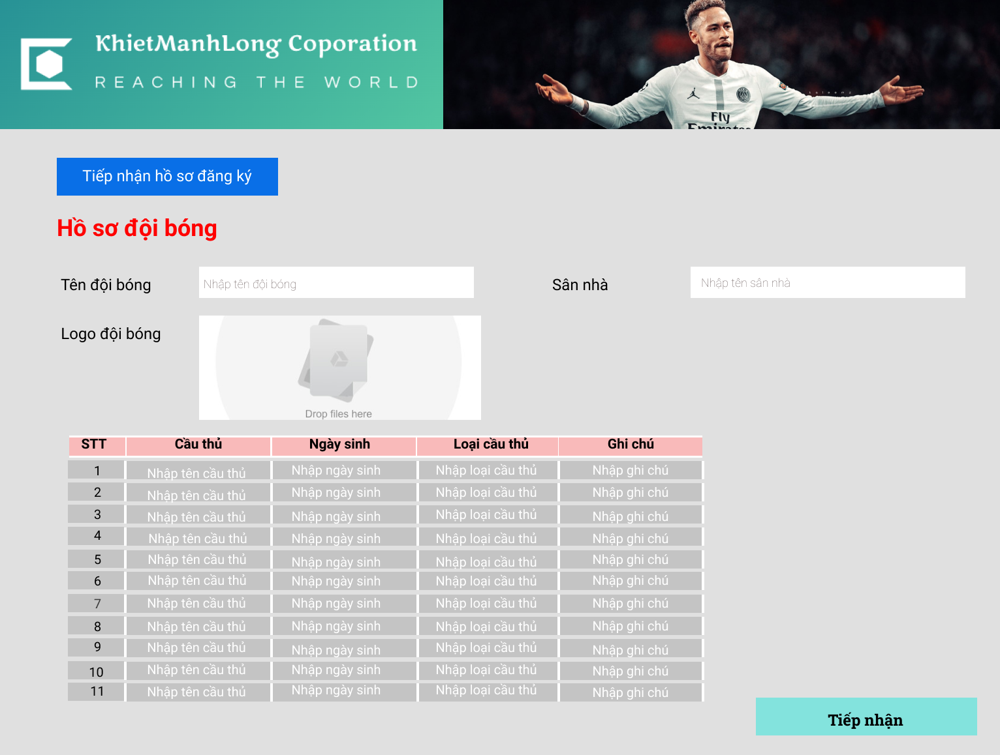 KhietManhLong Coporation
REACHING THE WORLD
Fly
Emirates
Tiếp nhận hồ sơ đăng ký
Hồ sơ đội bóng
Tên đội bóng
Nhập tên đội bóng
Sân nhà
Nhập tên sân nhà
Logo đội bóng
Drop files here
STT Cầu thủ Ngày sinh Loại cầu thủ Ghi chú
1 Nhập tên cầu thủ Nhập ngày sinh Nhập loại cầu thủ Nhập ghi chú
2 Nhập tên cầu thủ Nhập ngày sinh Nhập loại cầu thủ Nhập ghi chú
3 Nhập tên cầu thủ Nhập ngày sinh Nhập loại cầu thủ Nhập ghi chú
4 Nhập tên cầu thủ Nhập ngày sinh Nhập loại cầu thủ Nhập ghi chú
5 Nhập tên cầu thủ Nhập ngày sinh Nhập loại cầu thủ Nhập ghi chú
6 Nhập tên cầu thủ Nhập ngày sinh Nhập loại cầu thủ Nhập ghi chú
7 Nhập tên cầu thủ Nhập ngày sinh Nhập loại cầu thủ Nhập ghi chú
8 Nhập tên cầu thủ Nhập ngày sinh Nhập loại cầu thủ Nhập ghi chú
9 Nhập tên cầu thủ Nhập ngày sinh Nhập loại cầu thủ Nhập ghi chú
10 Nhập tên cầu thủ Nhập ngày sinh Nhập loại cầu thủ Nhập ghi chú
11 Nhập tên cầu thủ Nhập ngày sinh Nhập loại cầu thủ Nhập ghi chú
Tiếp nhận